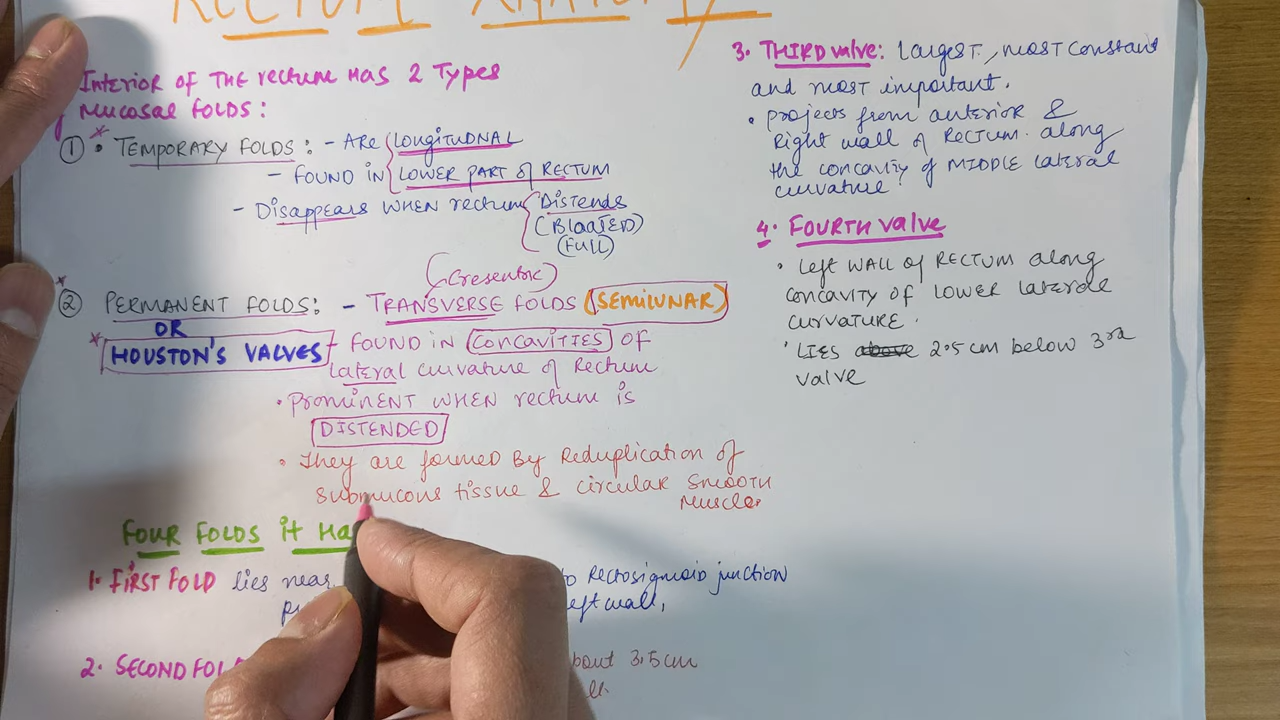 RECTUM ANATOMY
Interior of The rectum Has 2 Types
of Mucosal FOLDS:
① • TEMPORARY FOLDS: - ARE LONGITUDNAL
- FOUND IN LOWER PART OF RECTUM
- Disappears WHEN rectum Distends
(BLOATED)
(FULL)
(Cresentric)
② PERMANENT FOLDS: - TRANSVERSE FOLDS (SEMILUNAR)
OR
HOUSTON'S VALVES - FOUND IN CONCAVITIES OF
lateral curvature of Rectum
• Prominent WHEN rectum is
DISTENDED
• They are formed By Reduplication of
submucous tissue & circular smooth
Muscle.
FOUR FOLDS it Ha
1. FIRST FOLD lies near to Rectosigmoid junction
left wall,
2. SECOND FOL about 3.5cm
3. THIRD valve: largest, most constant
and most important.
• projects from anterior &
Right wall of RECTUM. along
the concavity of MIDDLE lateral
curvature.
4. FOURTH valve
• left WALL of RECTUM along
concavity of LOWER laterale
curvature.
• LIES above 2.5 cm below 3rd
valve